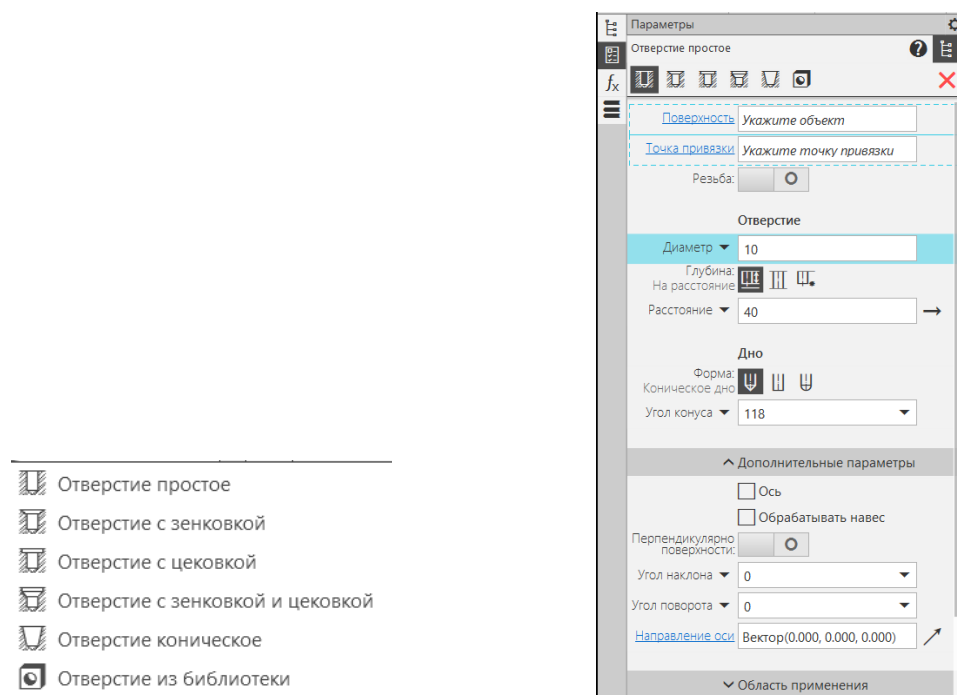 Отверстие простое
Отверстие с зенковкой
Отверстие с цековкой
Отверстие с зенковкой и цековкой
Отверстие коническое
Отверстие из библиотеки
Параметры
Отверстие простое
?
fx
Поверхность Укажите объект
Точка привязки Укажите точку привязки
Резьба:
Отверстие
Диаметр 10
Глубина:
На расстояние
Расстояние 40
Дно
Форма:
Коническое дно
Угол конуса 118
Дополнительные параметры
Ось
Обрабатывать навес
Перпендикулярно
поверхности:
Угол наклона 0
Угол поворота 0
Направление оси Вектор(0.000, 0.000, 0.000)
Область применения